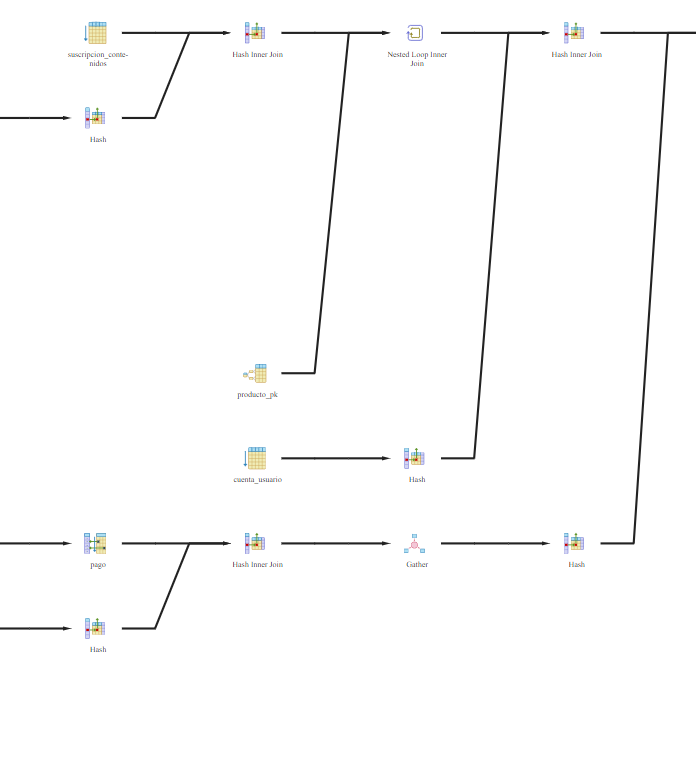 suscripcion_conte-
nidos
Hash Inner Join
Nested Loop Inner
Join
Hash Inner Join
Hash
producto_pk
cuenta_usuario
Hash
pago
Hash Inner Join
Gather
Hash
Hash